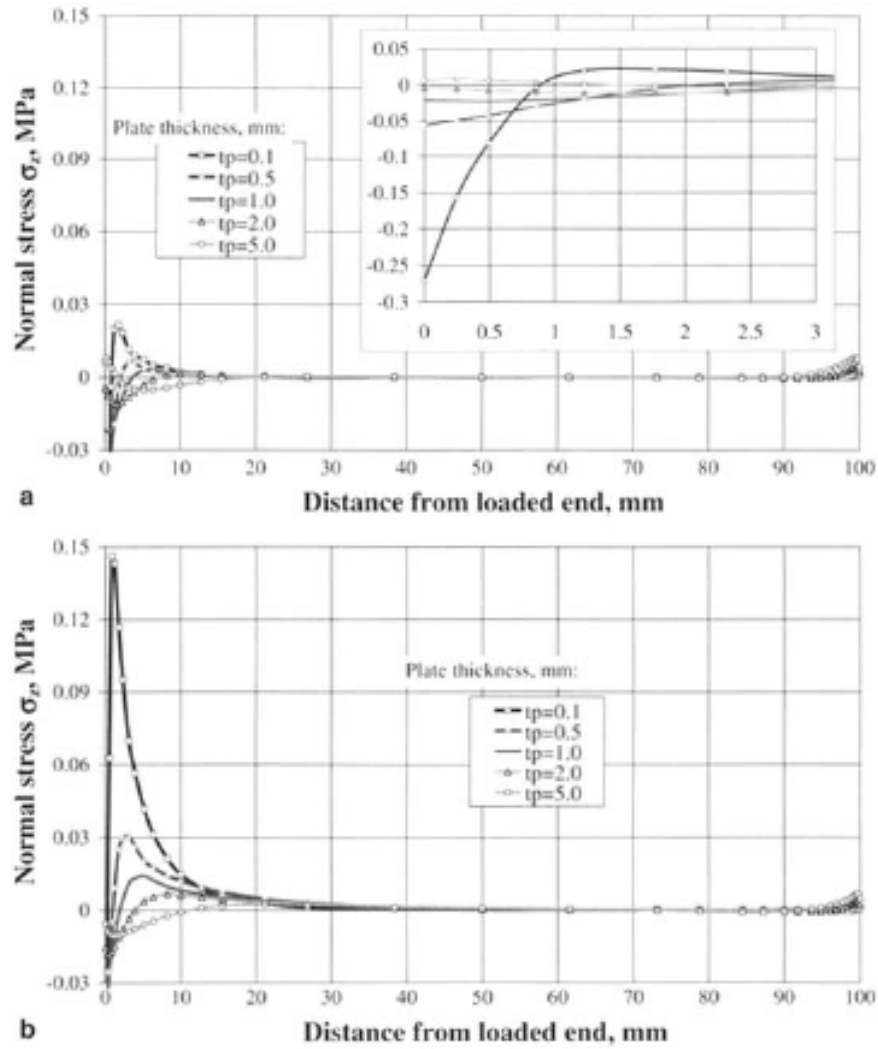 0.15
0.12
0.09
0.06
0.03
0
-0.03
Normal stress σz, MPa
Plate thickness, mm:
tp=0.1
tp=0.5
tp=1.0
tp=2.0
tp=5.0
0.05
0
-0.05
-0.1
-0.15
-0.2
-0.25
-0.3
0 0.5 1 1.5 2 2.5 3
0 10 20 30 40 50 60 70 80 90 100
a
Distance from loaded end, mm
0.15
0.12
0.09
0.06
0.03
0
-0.03
Normal stress σz, MPa
Plate thickness, mm:
tp=0.1
tp=0.5
tp=1.0
tp=2.0
tp=5.0
0 10 20 30 40 50 60 70 80 90 100
b
Distance from loaded end, mm